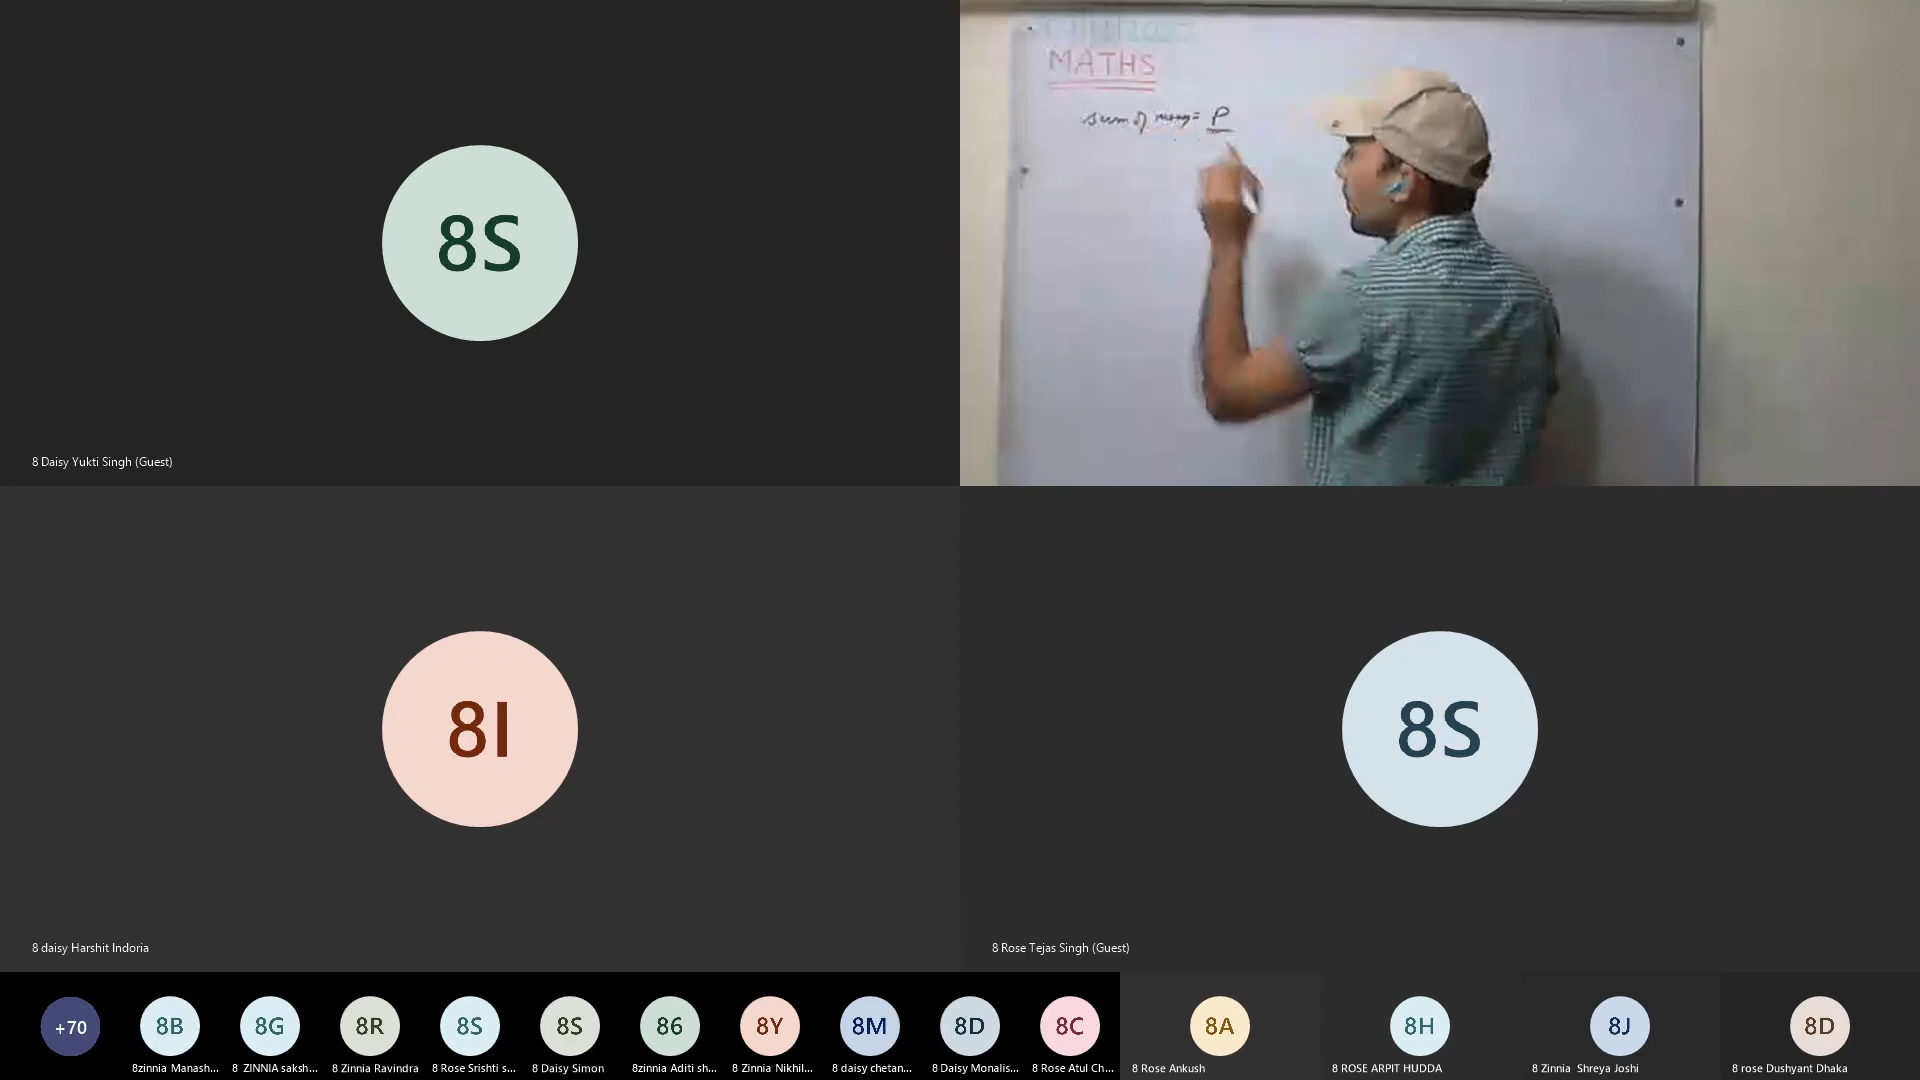 8S
8 Daisy Yukti Singh (Guest)
MATHS
sum of money = P
8I
8 daisy Harshit Indoria
8S
8 Rose Tejas Singh (Guest)
+70
8B
8G
8R
8S
8S
86
8Y
8M
8D
8C
8A
8H
8J
8D
8zinnia Manash...
8 ZINNIA saksh...
8 Zinnia Ravindra
8 Rose Srishti s...
8 Daisy Simon
8zinnia Aditi sh...
8 Zinnia Nikhil...
8 daisy chetan...
8 Daisy Monalis...
8 Rose Atul Ch...
8 Rose Ankush
8 ROSE ARPIT HUDDA
8 Zinnia Shreya Joshi
8 rose Dushyant Dhaka